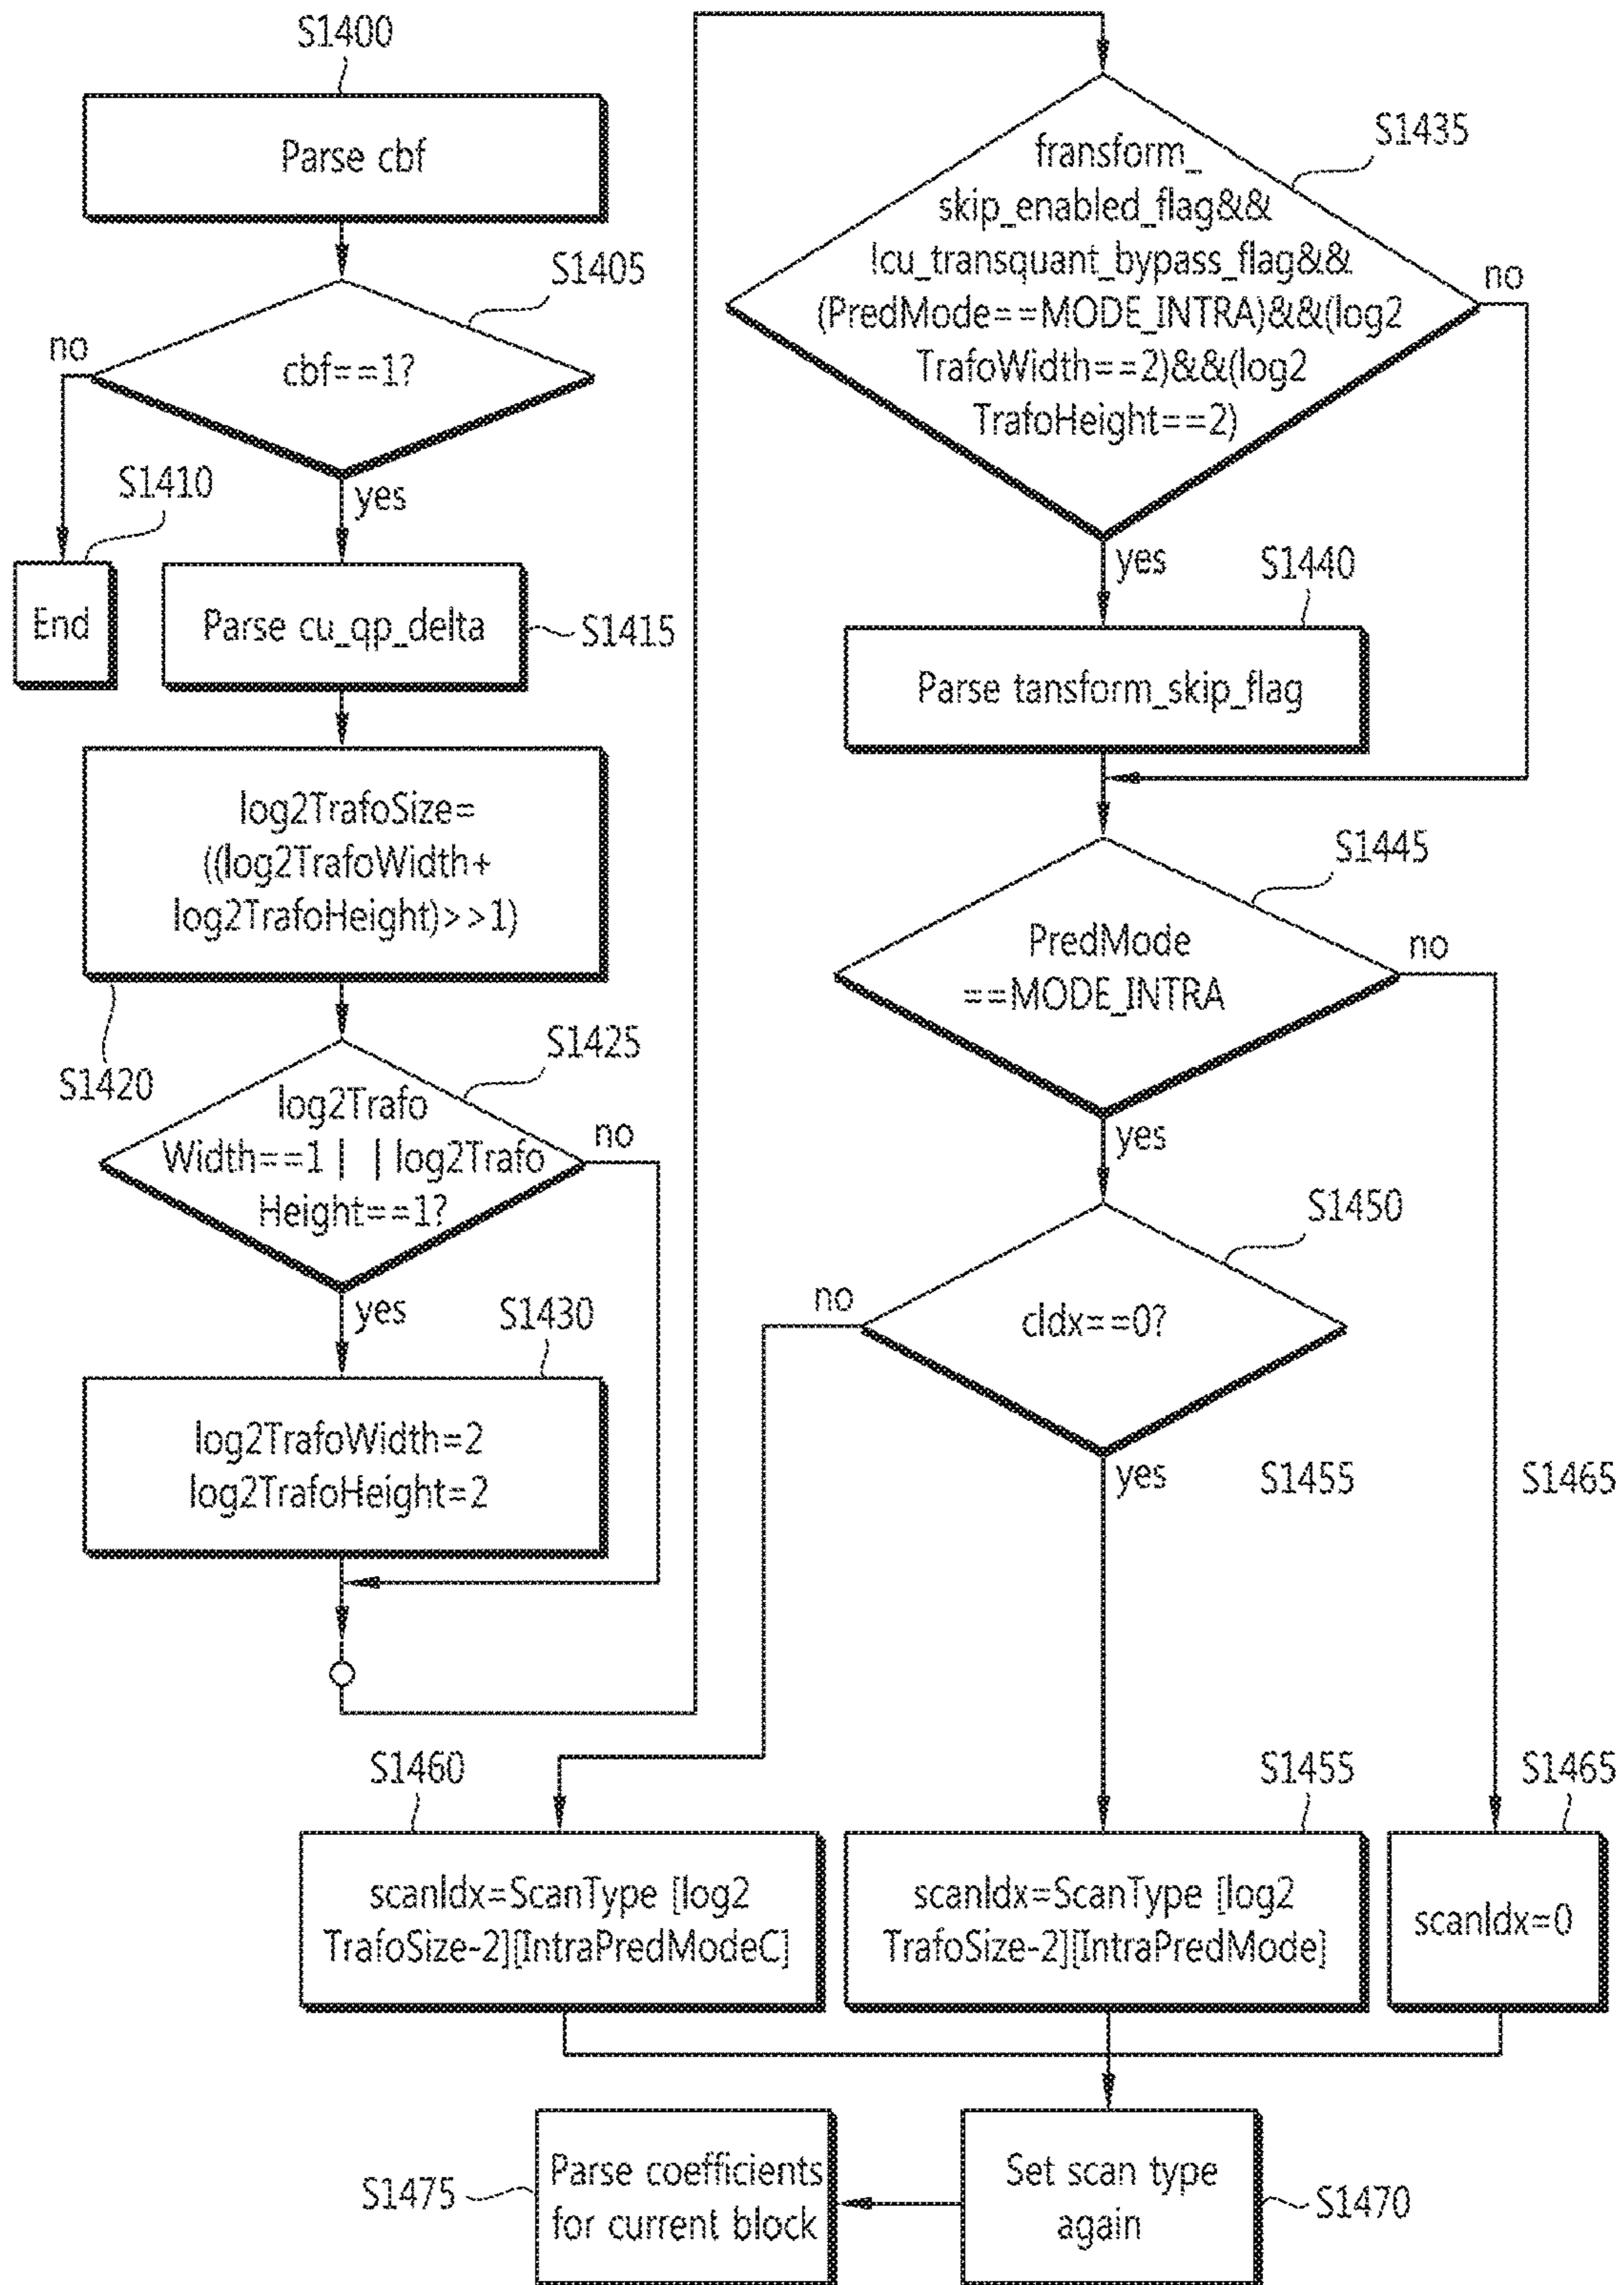 S1400
Parse cbf
S1405
cbf==1?
no
yes
S1410
End
Parse cu_qp_delta
S1415
log2TrafoSize=
((log2TrafoWidth+
log2TrafoHeight)>>1)
S1420
S1425
log2Trafo
Width==1 | | log2Trafo
Height==1?
no
yes
S1430
log2TrafoWidth=2
log2TrafoHeight=2
S1435
fransform_
skip_enabled_flag&&
!cu_transquant_bypass_flag&&
(PredMode==MODE_INTRA)&&(log2
TrafoWidth==2)&&(log2
TrafoHeight==2)
no
yes
S1440
Parse tansform_skip_flag
S1445
PredMode
==MODE_INTRA
no
yes
S1450
cIdx==0?
no
yes
S1455
S1465
S1460
scanIdx=ScanType [log2
TrafoSize-2][IntraPredModeC]
S1455
scanIdx=ScanType [log2
TrafoSize-2][IntraPredMode]
S1465
scanIdx=0
S1475
Parse coefficients
for current block
Set scan type
again
S1470